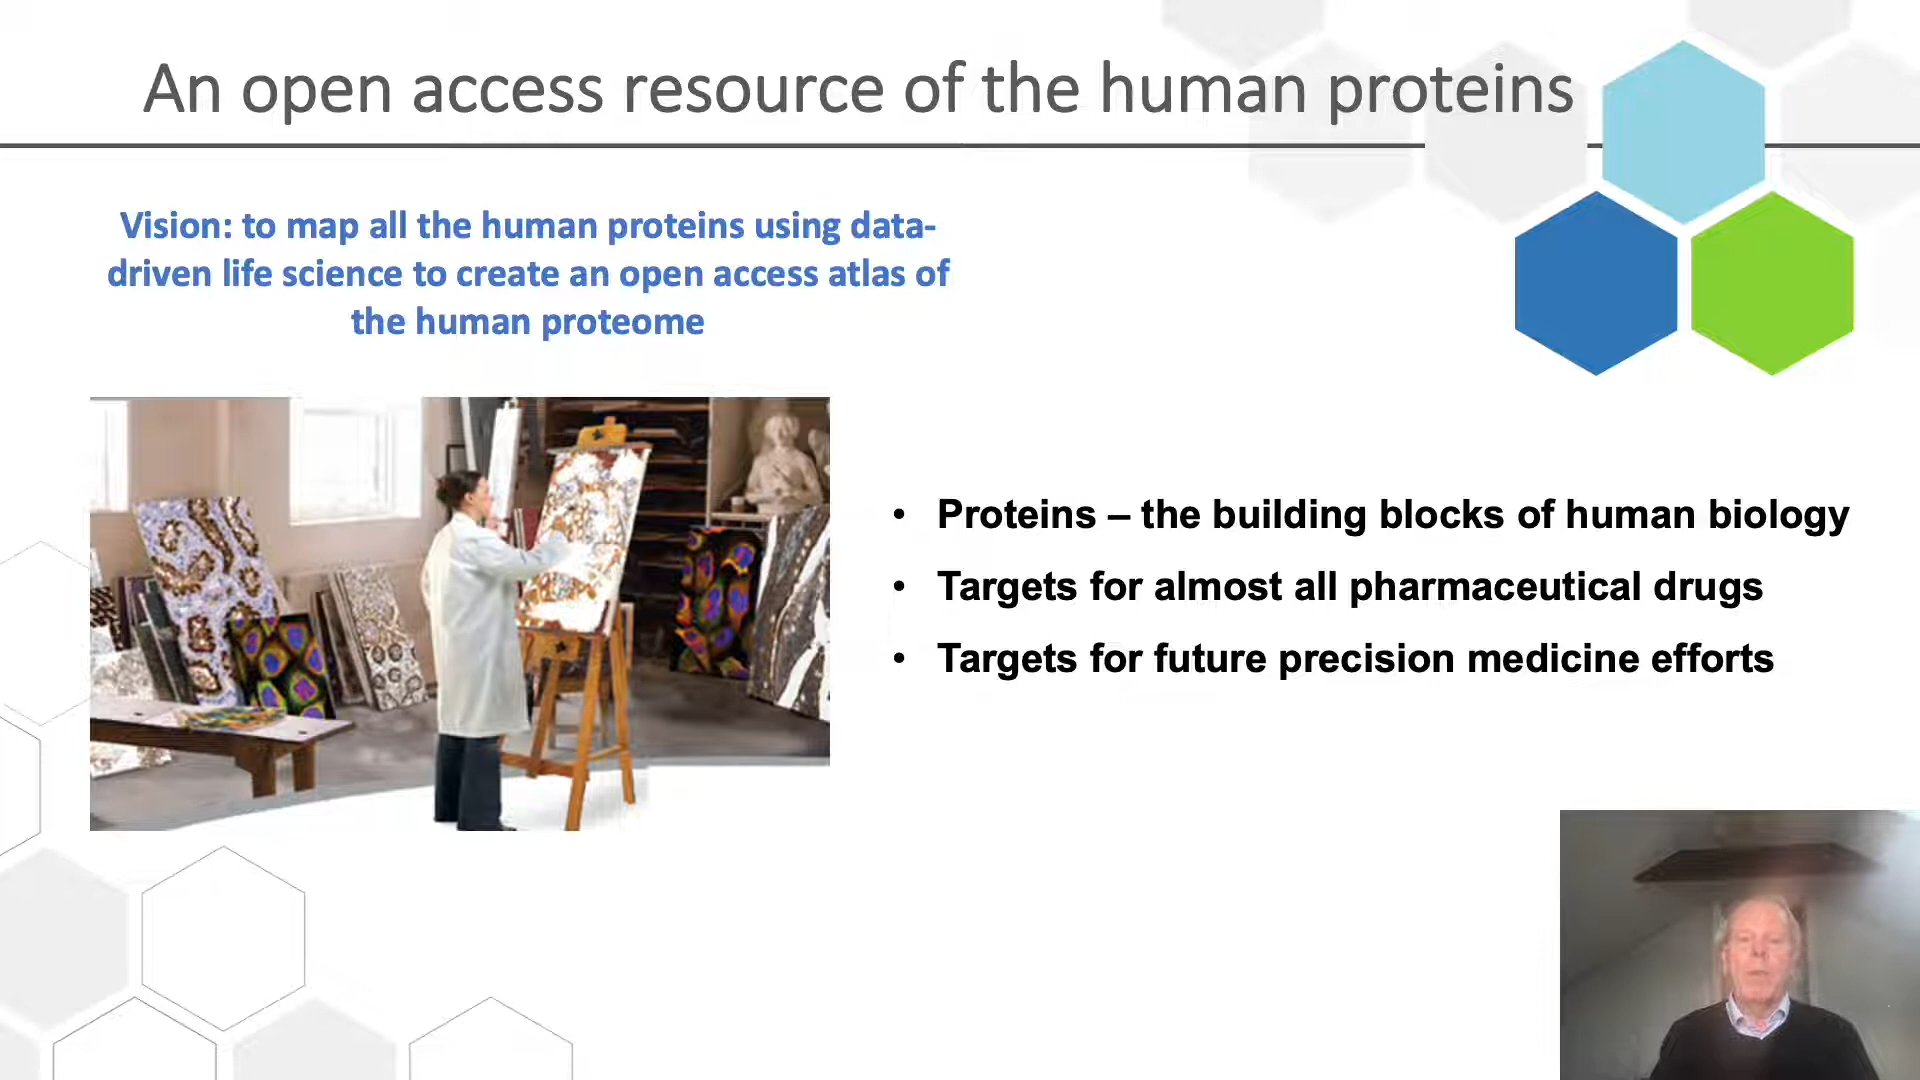 An open access resource of the human proteins
Vision: to map all the human proteins using data-
driven life science to create an open access atlas of
the human proteome
• Proteins – the building blocks of human biology
• Targets for almost all pharmaceutical drugs
• Targets for future precision medicine efforts